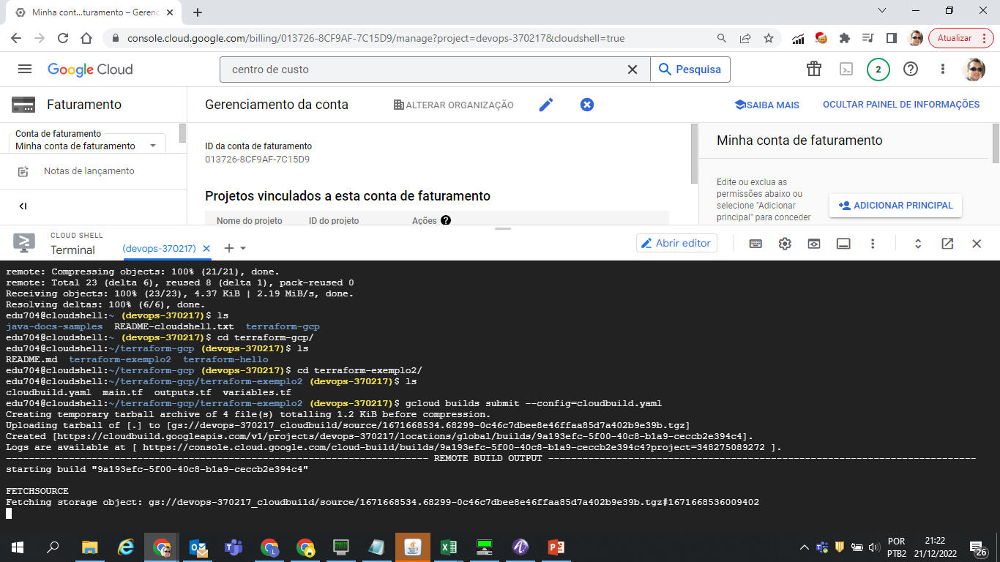 Minha cont...turamento – Gerenc
console.cloud.google.com/billing/013726-8CF9AF-7C15D9/manage?project=devops-370217&cloudshell=true
Atualizar
Google Cloud
centro de custo
Pesquisa
2
Faturamento
Gerenciamento da conta
ALTERAR ORGANIZAÇÃO
SAIBA MAIS
OCULTAR PAINEL DE INFORMAÇÕES
Conta de faturamento
Minha conta de faturamento
Notas de lançamento
ID da conta de faturamento
013726-8CF9AF-7C15D9
Projetos vinculados a esta conta de faturamento
Nome do projeto ID do projeto Ações
Minha conta de faturamento
Edite ou exclua as
permissões abaixo ou
selecione "Adicionar
principal" para conceder
ADICIONAR PRINCIPAL
CLOUD SHELL
Terminal
(devops-370217)
Abrir editor
remote: Compressing objects: 100% (21/21), done.
remote: Total 23 (delta 6), reused 8 (delta 1), pack-reused 0
Receiving objects: 100% (23/23), 4.37 KiB | 2.19 MiB/s, done.
Resolving deltas: 100% (6/6), done.
edu704@cloudshell:~ (devops-370217)$ ls
java-docs-samples  README-cloudshell.txt  terraform-gcp
edu704@cloudshell:~ (devops-370217)$ cd terraform-gcp/
edu704@cloudshell:~/terraform-gcp (devops-370217)$ ls
README.md  terraform-exemplo2  terraform-hello
edu704@cloudshell:~/terraform-gcp (devops-370217)$ cd terraform-exemplo2/
edu704@cloudshell:~/terraform-gcp/terraform-exemplo2 (devops-370217)$ ls
cloudbuild.yaml  main.tf  outputs.tf  variables.tf
edu704@cloudshell:~/terraform-gcp/terraform-exemplo2 (devops-370217)$ gcloud builds submit --config=cloudbuild.yaml
Creating temporary tarball archive of 4 file(s) totalling 1.2 KiB before compression.
Uploading tarball of [.] to [gs://devops-370217_cloudbuild/source/1671668534.68299-0c46c7dbee8e46ffaa85d7a402b9e39b.tgz]
Created [https://cloudbuild.googleapis.com/v1/projects/devops-370217/locations/global/builds/9a193efc-5f00-40c8-b1a9-ceccb2e394c4].
Logs are available at [ https://console.cloud.google.com/cloud-build/builds/9a193efc-5f00-40c8-b1a9-ceccb2e394c4?project=348275089272 ].
-------------------------------------------------------------------------- REMOTE BUILD OUTPUT ---------------------------------------------------------------------------
starting build "9a193efc-5f00-40c8-b1a9-ceccb2e394c4"
FETCHSOURCE
Fetching storage object: gs://devops-370217_cloudbuild/source/1671668534.68299-0c46c7dbee8e46ffaa85d7a402b9e39b.tgz#1671668536009402
POR
PTB2
21:22
21/12/2022
26